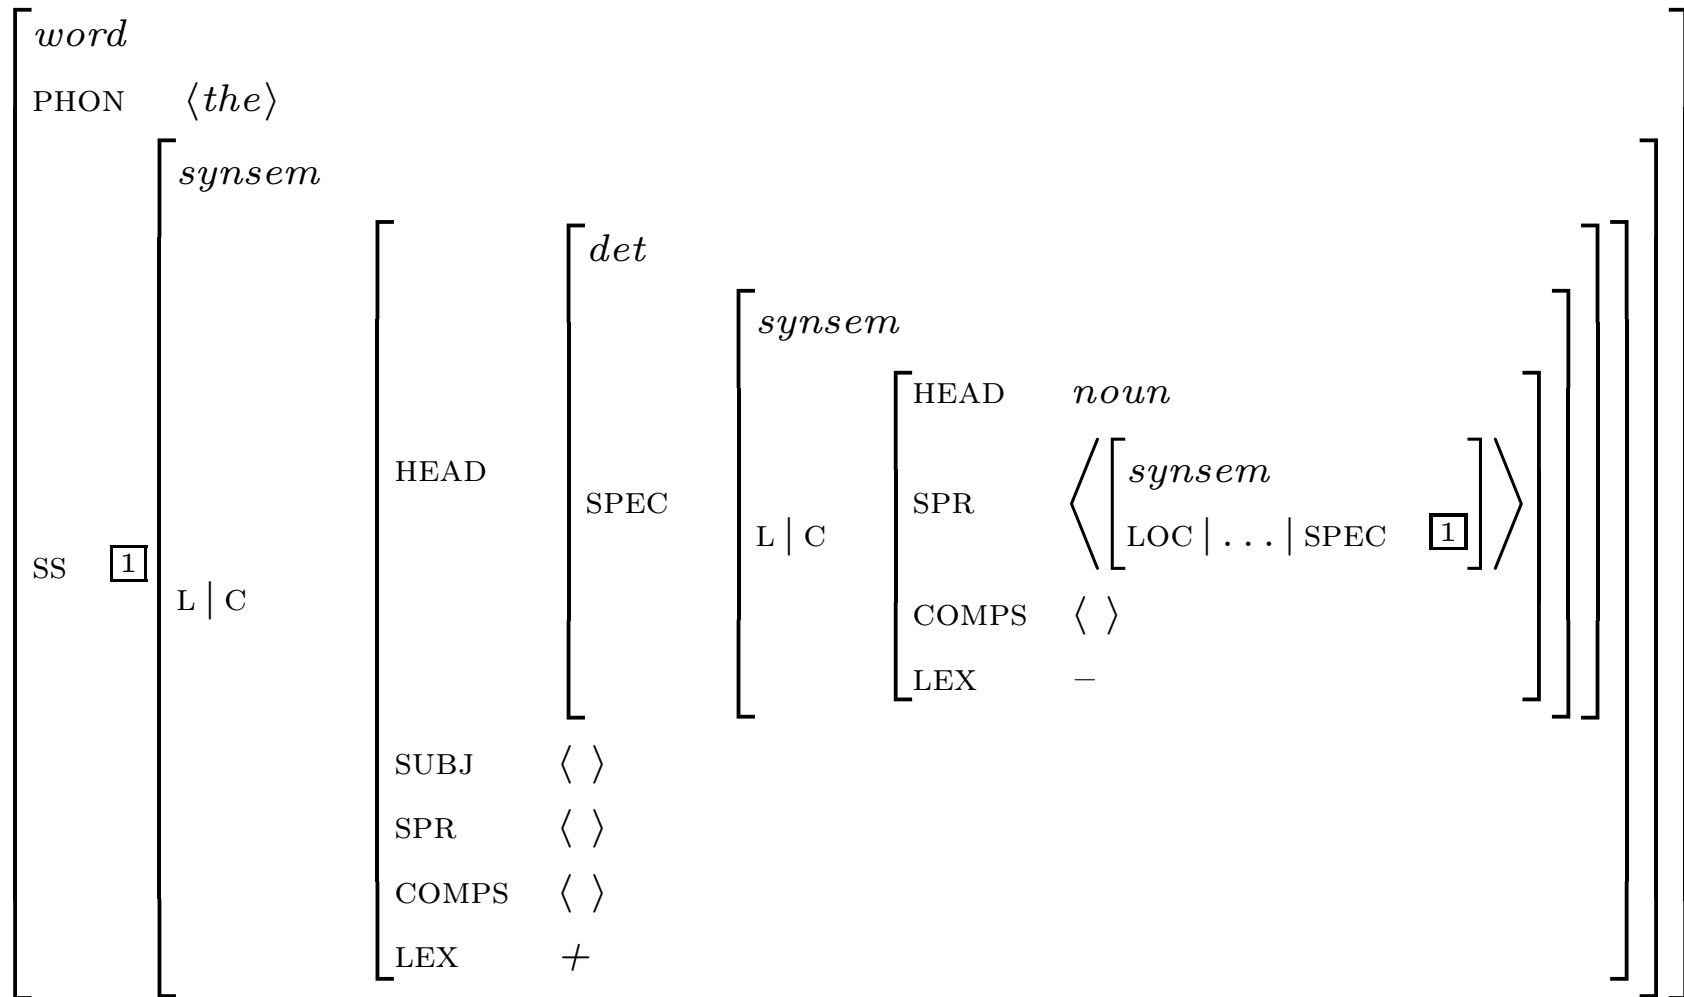 word
PHON ⟨the⟩
synsem
det
synsem
HEAD noun
HEAD
synsem
SPEC SPR
L | C LOC | . . . | SPEC 1
SS 1
L | C
COMPS ⟨ ⟩
LEX –
SUBJ ⟨ ⟩
SPR ⟨ ⟩
COMPS ⟨ ⟩
LEX +